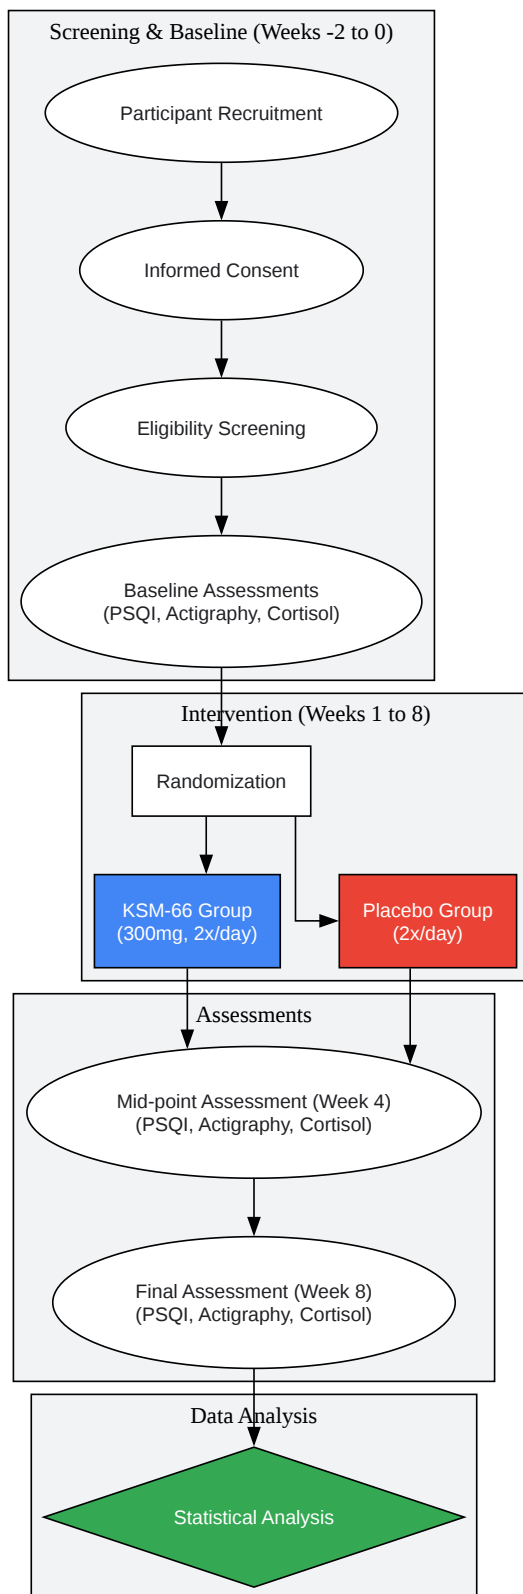 Screening & Baseline (Weeks -2 to 0)
Participant Recruitment
Informed Consent
Eligibility Screening
Baseline Assessments
(PSQI, Actigraphy, Cortisol)
Intervention (Weeks 1 to 8)
Randomization
KSM-66 Group
(300mg, 2x/day)
Placebo Group
(2x/day)
Assessments
Mid-point Assessment (Week 4)
(PSQI, Actigraphy, Cortisol)
Final Assessment (Week 8)
(PSQI, Actigraphy, Cortisol)
Data Analysis
Statistical Analysis